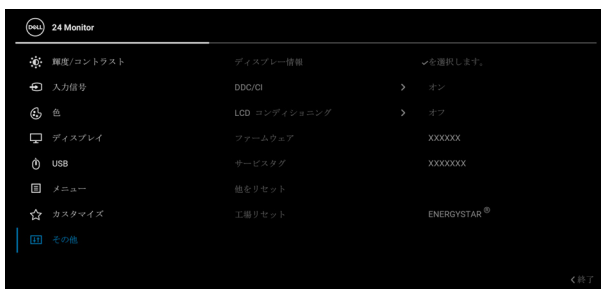 DELL 24 Monitor
輝度/コントラスト ディスプレー情報 ✓を選択します。
入力信号 DDC/CI > オン
色 LCD コンディショニング > オフ
ディスプレイ ファームウェア XXXXXX
USB サービスタグ XXXXXXX
メニュー 他をリセット
カスタマイズ 工場リセット ENERGYSTAR®
その他
<終了